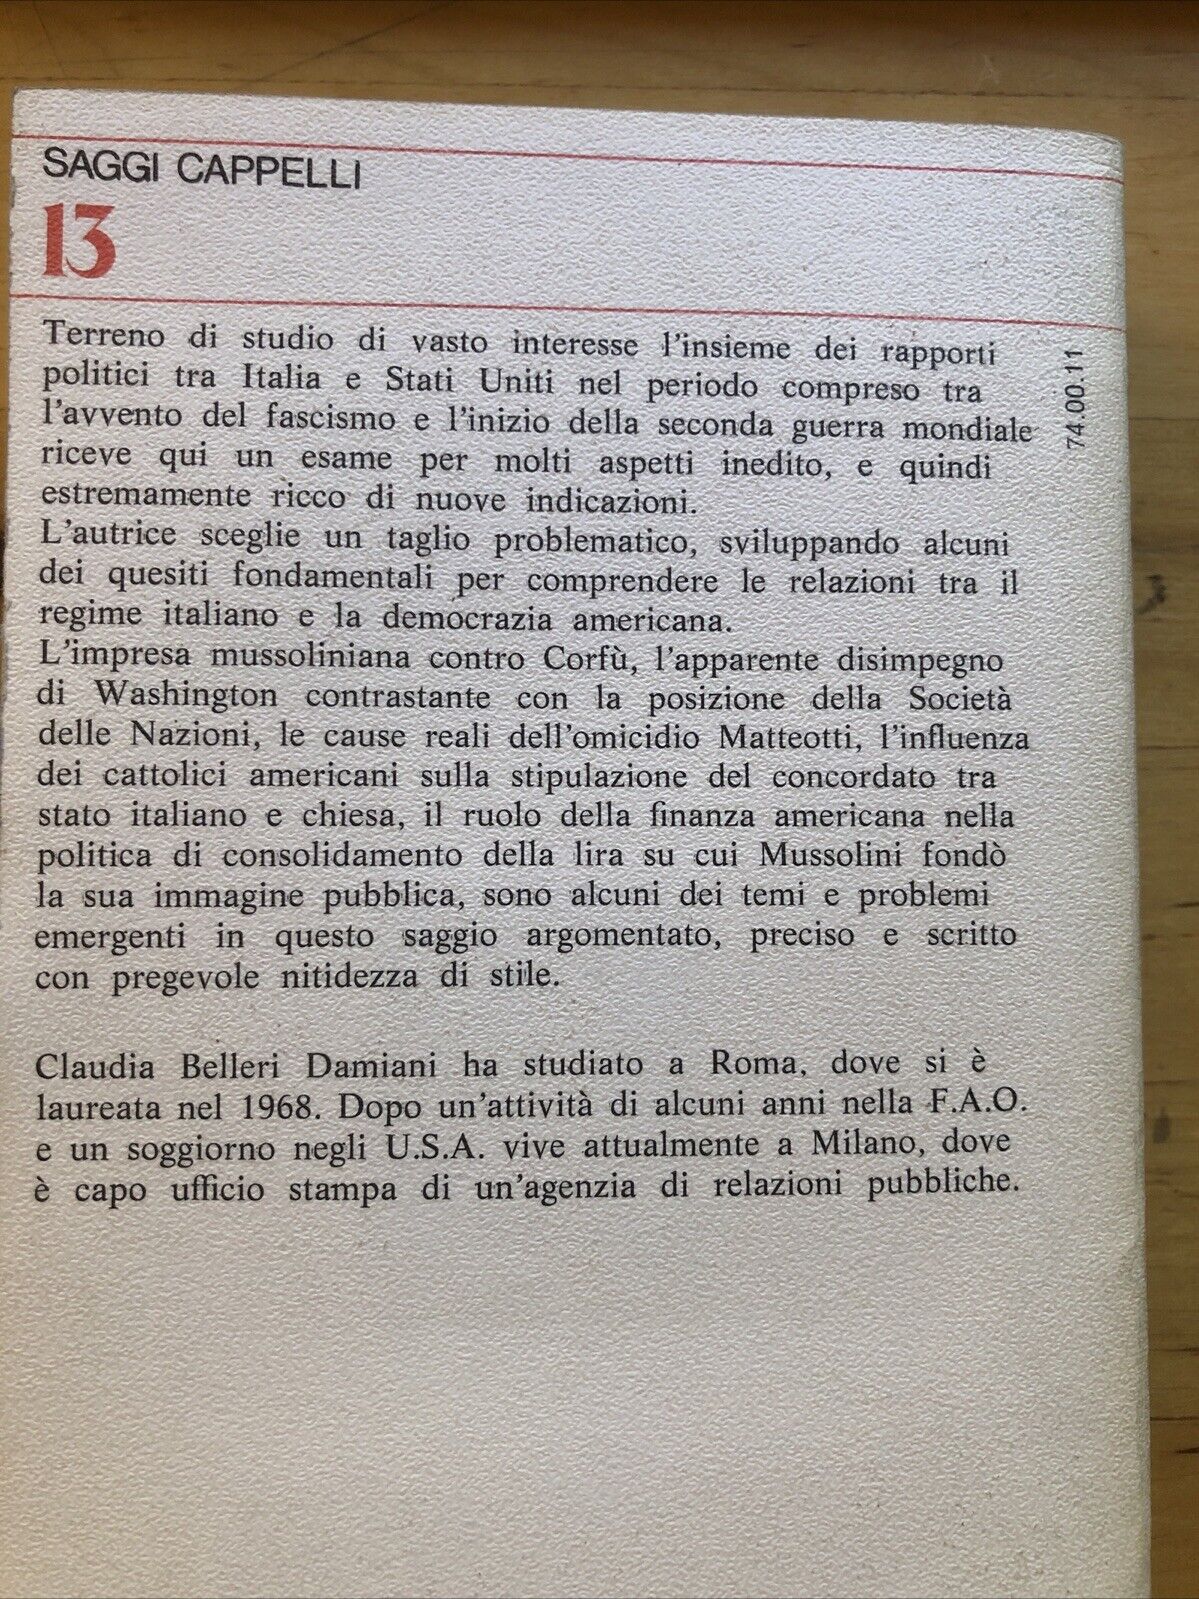 SAGGI CAPPELLI
13
Terreno di studio di vasto interesse l'insieme dei rapporti
politici tra Italia e Stati Uniti nel periodo compreso tra
l'avvento del fascismo e l'inizio della seconda guerra mondiale
riceve qui un esame per molti aspetti inedito, e quindi
estremamente ricco di nuove indicazioni.
L'autrice sceglie un taglio problematico, sviluppando alcuni
dei quesiti fondamentali per comprendere le relazioni tra il
regime italiano e la democrazia americana.
L'impresa mussoliniana contro Corfù, l'apparente disimpegno
di Washington contrastante con la posizione della Società
delle Nazioni, le cause reali dell'omicidio Matteotti, l'influenza
dei cattolici americani sulla stipulazione del concordato tra
stato italiano e chiesa, il ruolo della finanza americana nella
politica di consolidamento della lira su cui Mussolini fondò
la sua immagine pubblica, sono alcuni dei temi e problemi
emergenti in questo saggio argomentato, preciso e scritto
con pregevole nitidezza di stile.
Claudia Belleri Damiani ha studiato a Roma, dove si è
laureata nel 1968. Dopo un'attività di alcuni anni nella F.A.O.
e un soggiorno negli U.S.A. vive attualmente a Milano, dove
è capo ufficio stampa di un'agenzia di relazioni pubbliche.
74.00.11